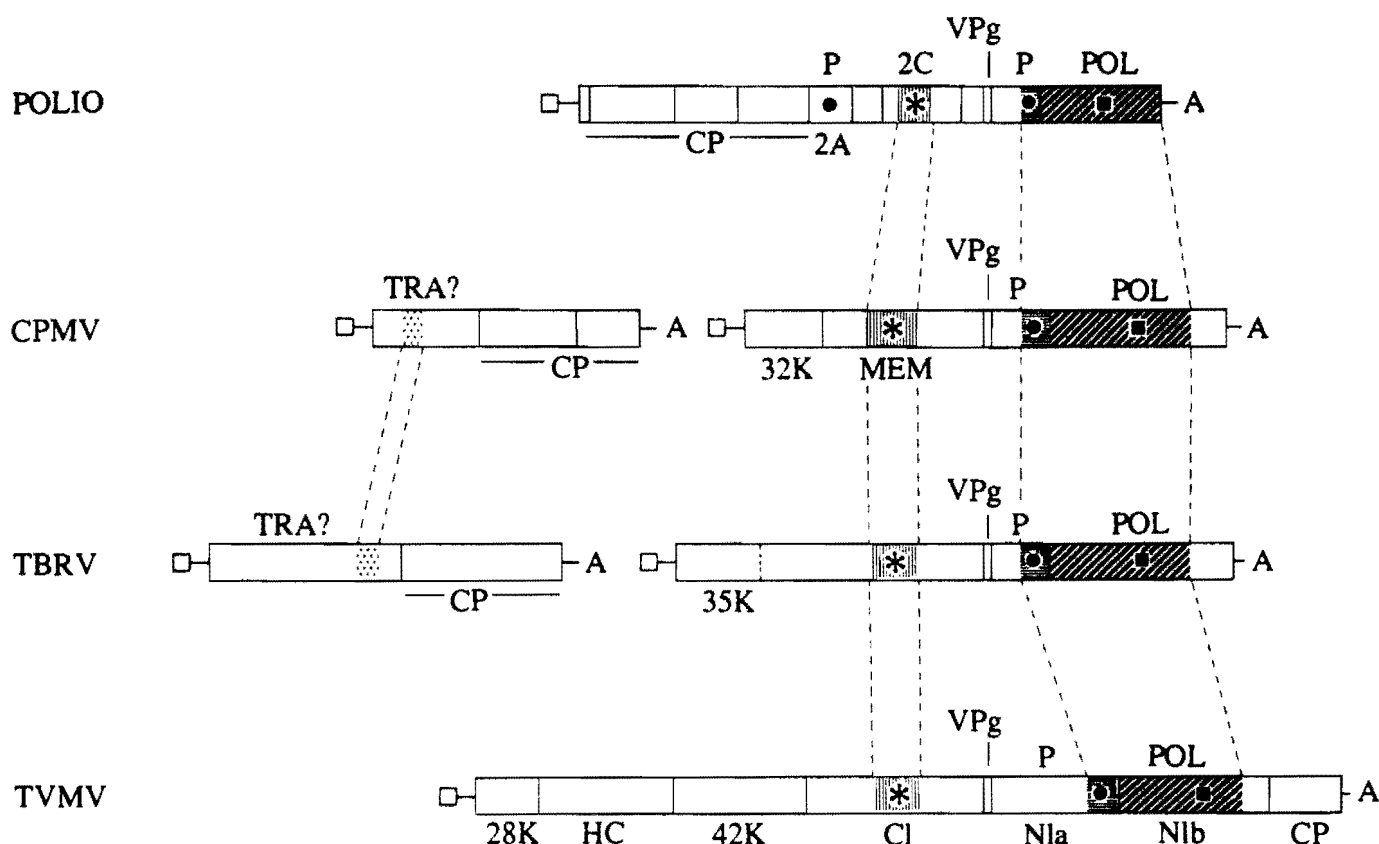 VPg
P 2C P POL
POLIO A
CP 2A
VPg
TRA? P POL
CPMV A A
CP 32K MEM
VPg
TRA? P POL
TBRV A A
CP 35K
VPg
P POL
TVMV A
28K HC 42K CI NIa NIb CP